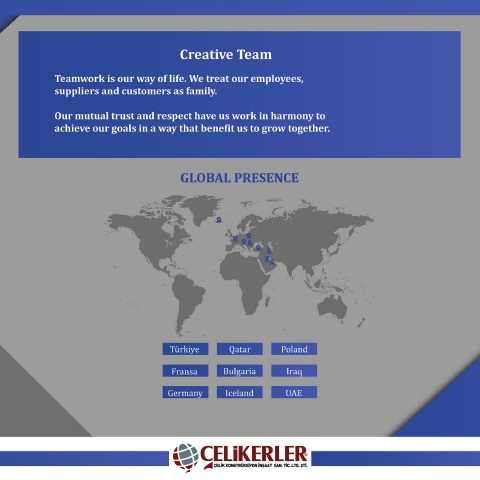 Creative Team
Teamwork is our way of life. We treat our employees,
suppliers and customers as family.
Our mutual trust and respect have us work in harmony to
achieve our goals in a way that benefit us to grow together.
GLOBAL PRESENCE
Türkiye Qatar Poland
Fransa Bulgaria Iraq
Germany Iceland UAE
ÇELİKERLER
ÇELİK KONSTRÜKSİYON İNŞAAT SAN. TİC. LTD. ŞTİ.